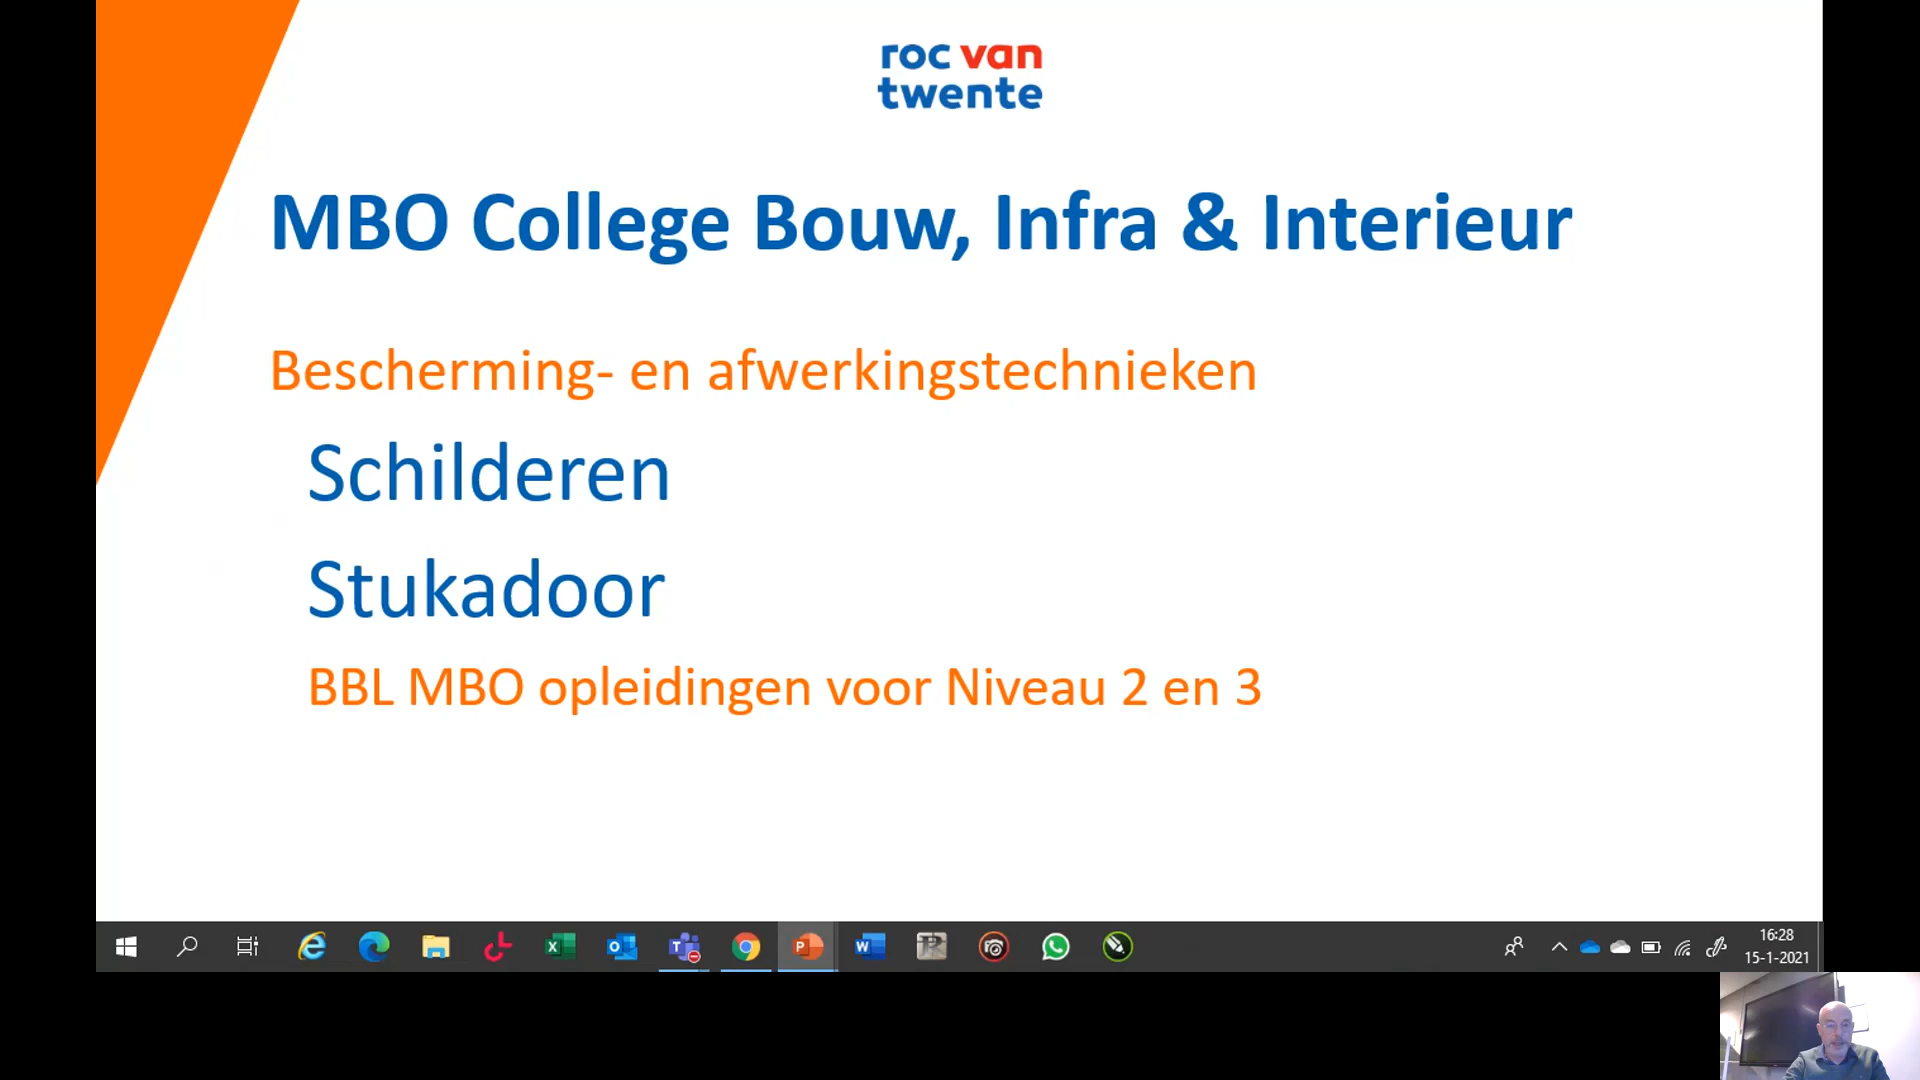 roc van
twente
MBO College Bouw, Infra & Interieur
Bescherming- en afwerkingstechnieken
Schilderen
Stukadoor
BBL MBO opleidingen voor Niveau 2 en 3
16:28
15-1-2021